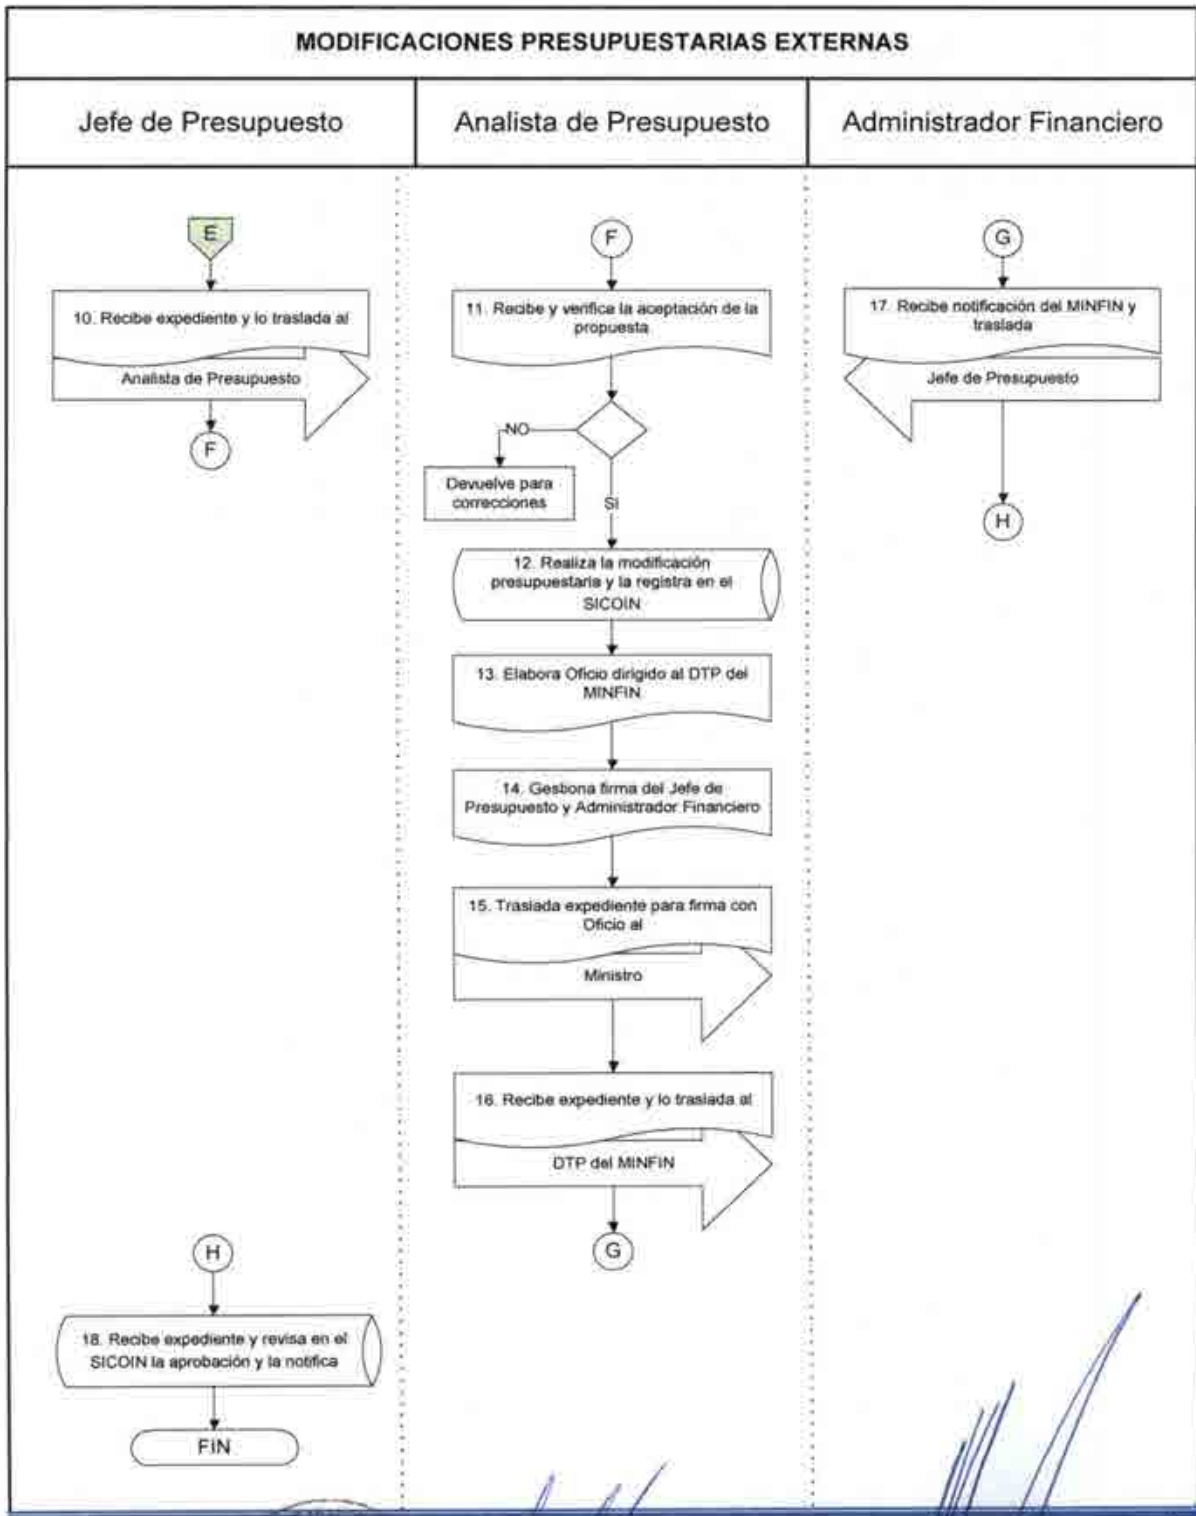 MODIFICACIONES PRESUPUESTARIAS EXTERNAS
Jefe de Presupuesto
Analista de Presupuesto
Administrador Financiero
E
10. Recibe expediente y lo traslada al
Analista de Presupuesto
F
F
11. Recibe y verifica la aceptación de la
propuesta
NO
Devuelve para
correcciones
SI
12. Realiza la modificación
presupuestaria y la registra en el
SICOIN
13. Elabora Oficio dirigido al DTP del
MINFIN
14. Gestiona firma del Jefe de
Presupuesto y Administrador Financiero
15. Traslada expediente para firma con
Oficio al
Ministro
16. Recibe expediente y lo traslada al
DTP del MINFIN
G
G
17. Recibe notificación del MINFIN y
traslada
Jefe de Presupuesto
H
H
18. Recibe expediente y revisa en el
SICOIN la aprobación y la notifica
FIN